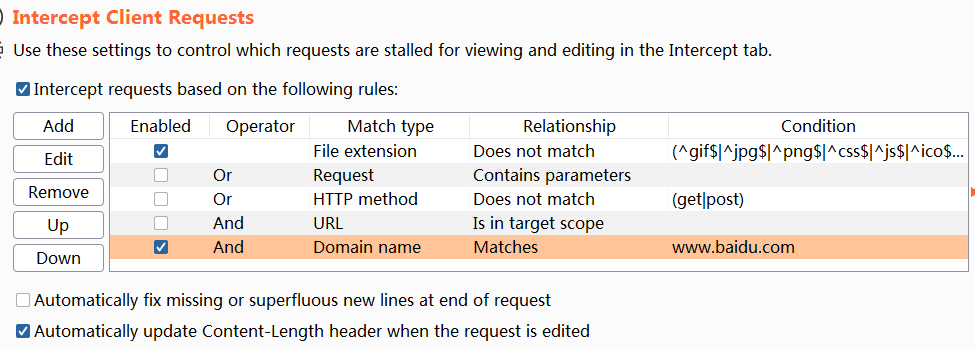 Intercept Client Requests
Use these settings to control which requests are stalled for viewing and editing in the Intercept tab.
Intercept requests based on the following rules:
Add
Edit
Remove
Up
Down
Enabled Operator Match type Relationship Condition
File extension Does not match (^gif$|^jpg$|^png$|^css$|^js$|^ico$...
Or Request Contains parameters
Or HTTP method Does not match (get|post)
And URL Is in target scope
And Domain name Matches www.baidu.com
Automatically fix missing or superfluous new lines at end of request
Automatically update Content-Length header when the request is edited